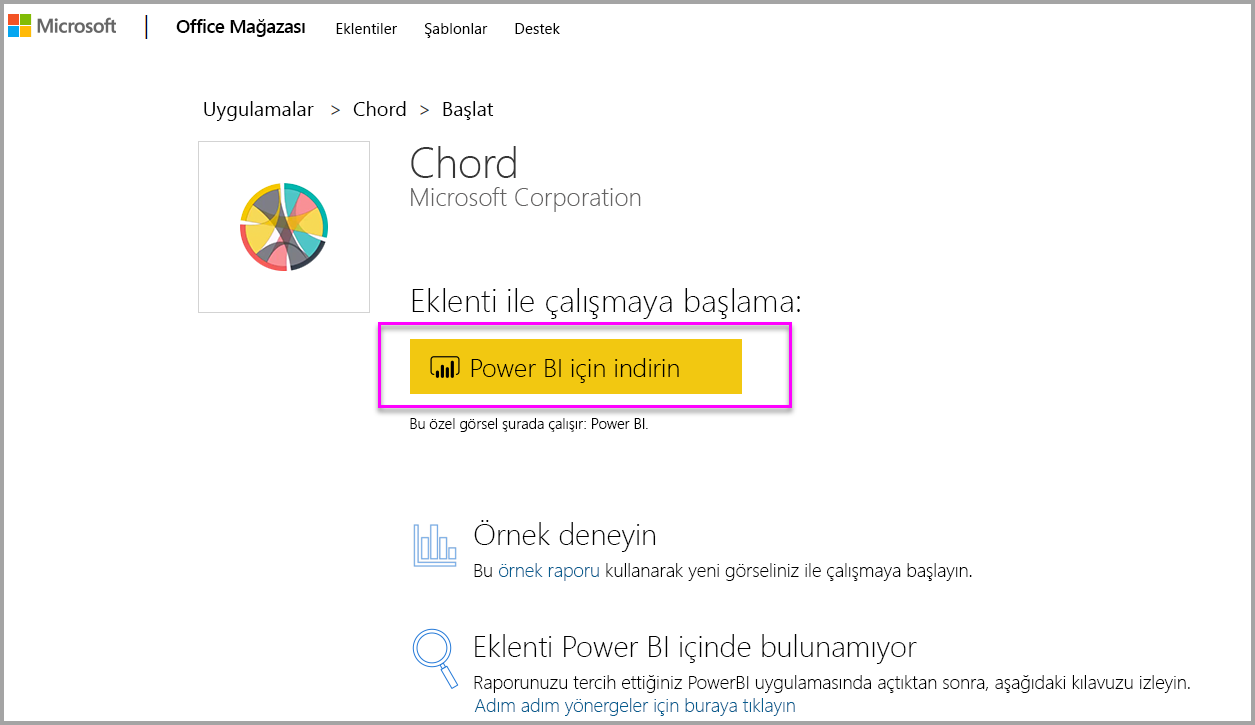 Microsoft | Office Mağazası Eklentiler Şablonlar Destek
Uygulamalar > Chord > Başlat
Chord
Microsoft Corporation
Eklenti ile çalışmaya başlama:
Power BI için indirin
Bu özel görsel şurada çalışır: Power BI.
Örnek deneyin
Bu örnek raporu kullanarak yeni görseliniz ile çalışmaya başlayın.
Eklenti Power BI içinde bulunamıyor
Raporunuzu tercih ettiğiniz PowerBI uygulamasında açtıktan sonra, aşağıdaki kılavuzu izleyin.
Adım adım yönergeler için buraya tıklayın